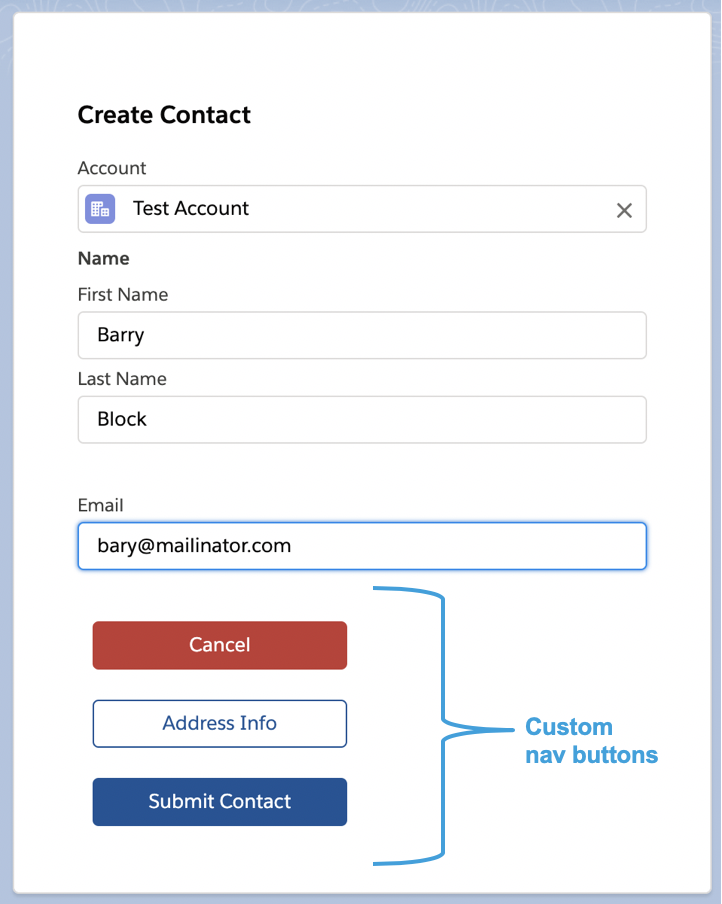 Create Contact
Account
Test Account
Name
First Name
Barry
Last Name
Block
Email
bary@mailinator.com
Cancel
Address Info
Submit Contact
Custom
nav buttons